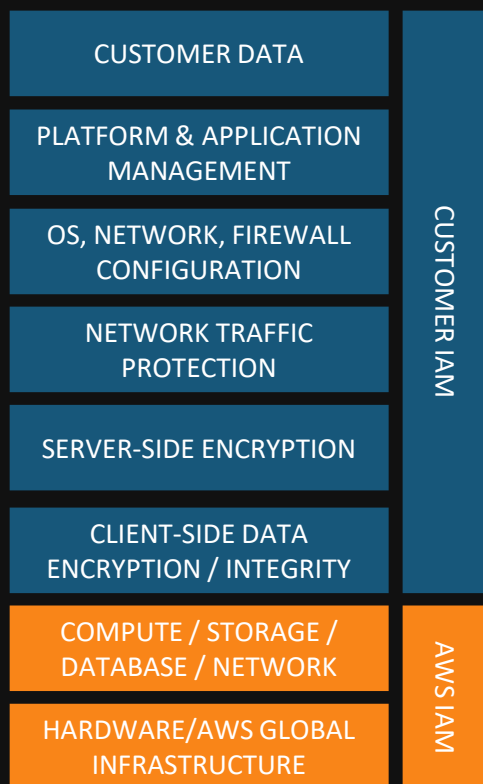 CUSTOMER DATA
PLATFORM & APPLICATION
MANAGEMENT
OS, NETWORK, FIREWALL
CONFIGURATION
NETWORK TRAFFIC
PROTECTION
SERVER-SIDE ENCRYPTION
CLIENT-SIDE DATA
ENCRYPTION / INTEGRITY
CUSTOMER IAM
COMPUTE / STORAGE /
DATABASE / NETWORK
HARDWARE/AWS GLOBAL
INFRASTRUCTURE
AWS IAM